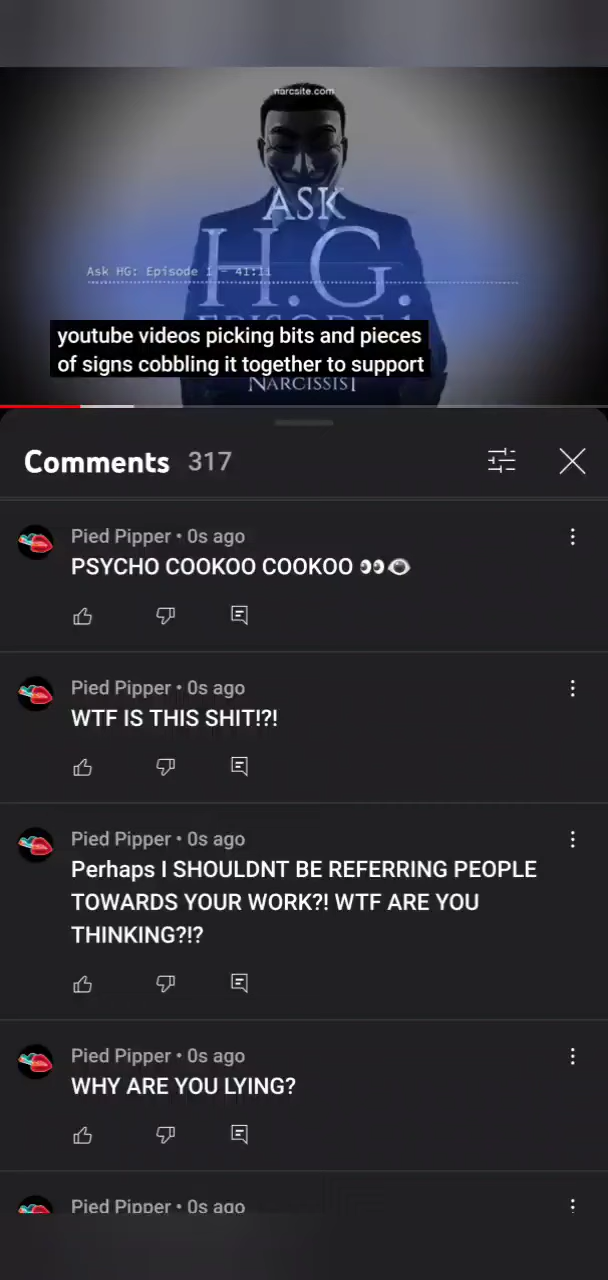 narcsite.com
ASK
H.G.
Ask HG: Episode 1 - 41:11
EPISODE 1
youtube videos picking bits and pieces
of signs cobbling it together to support
NARCISSIST
Comments 317
Pied Pipper • 0s ago
PSYCHO COOKOO COOKOO 👀👁
Pied Pipper • 0s ago
WTF IS THIS SHIT!?!
Pied Pipper • 0s ago
Perhaps I SHOULDNT BE REFERRING PEOPLE
TOWARDS YOUR WORK?! WTF ARE YOU
THINKING?!?
Pied Pipper • 0s ago
WHY ARE YOU LYING?
Pied Pipper • 0s ago